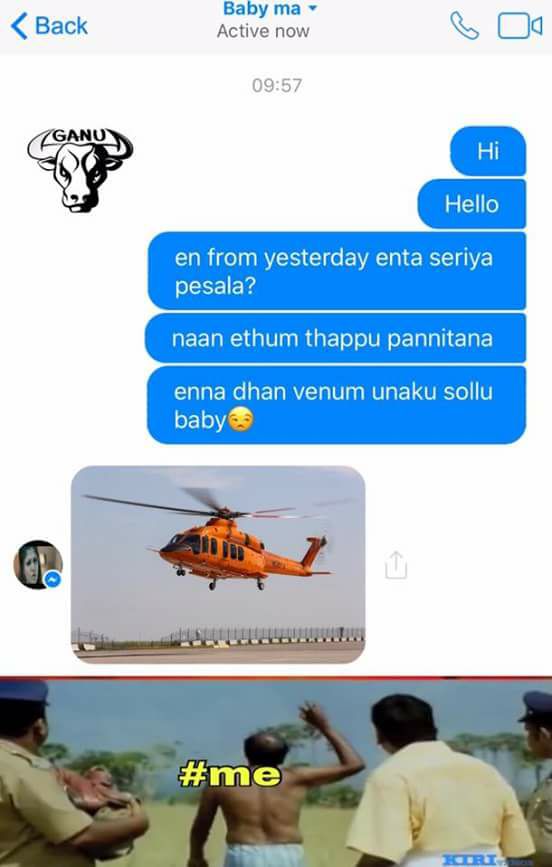 Back
Baby ma
Active now
09:57
GANU
Hi
Hello
en from yesterday enta seriya
pesala?
naan ethum thappu pannitana
enna dhan venum unaku sollu
baby😒
#me
KIRI